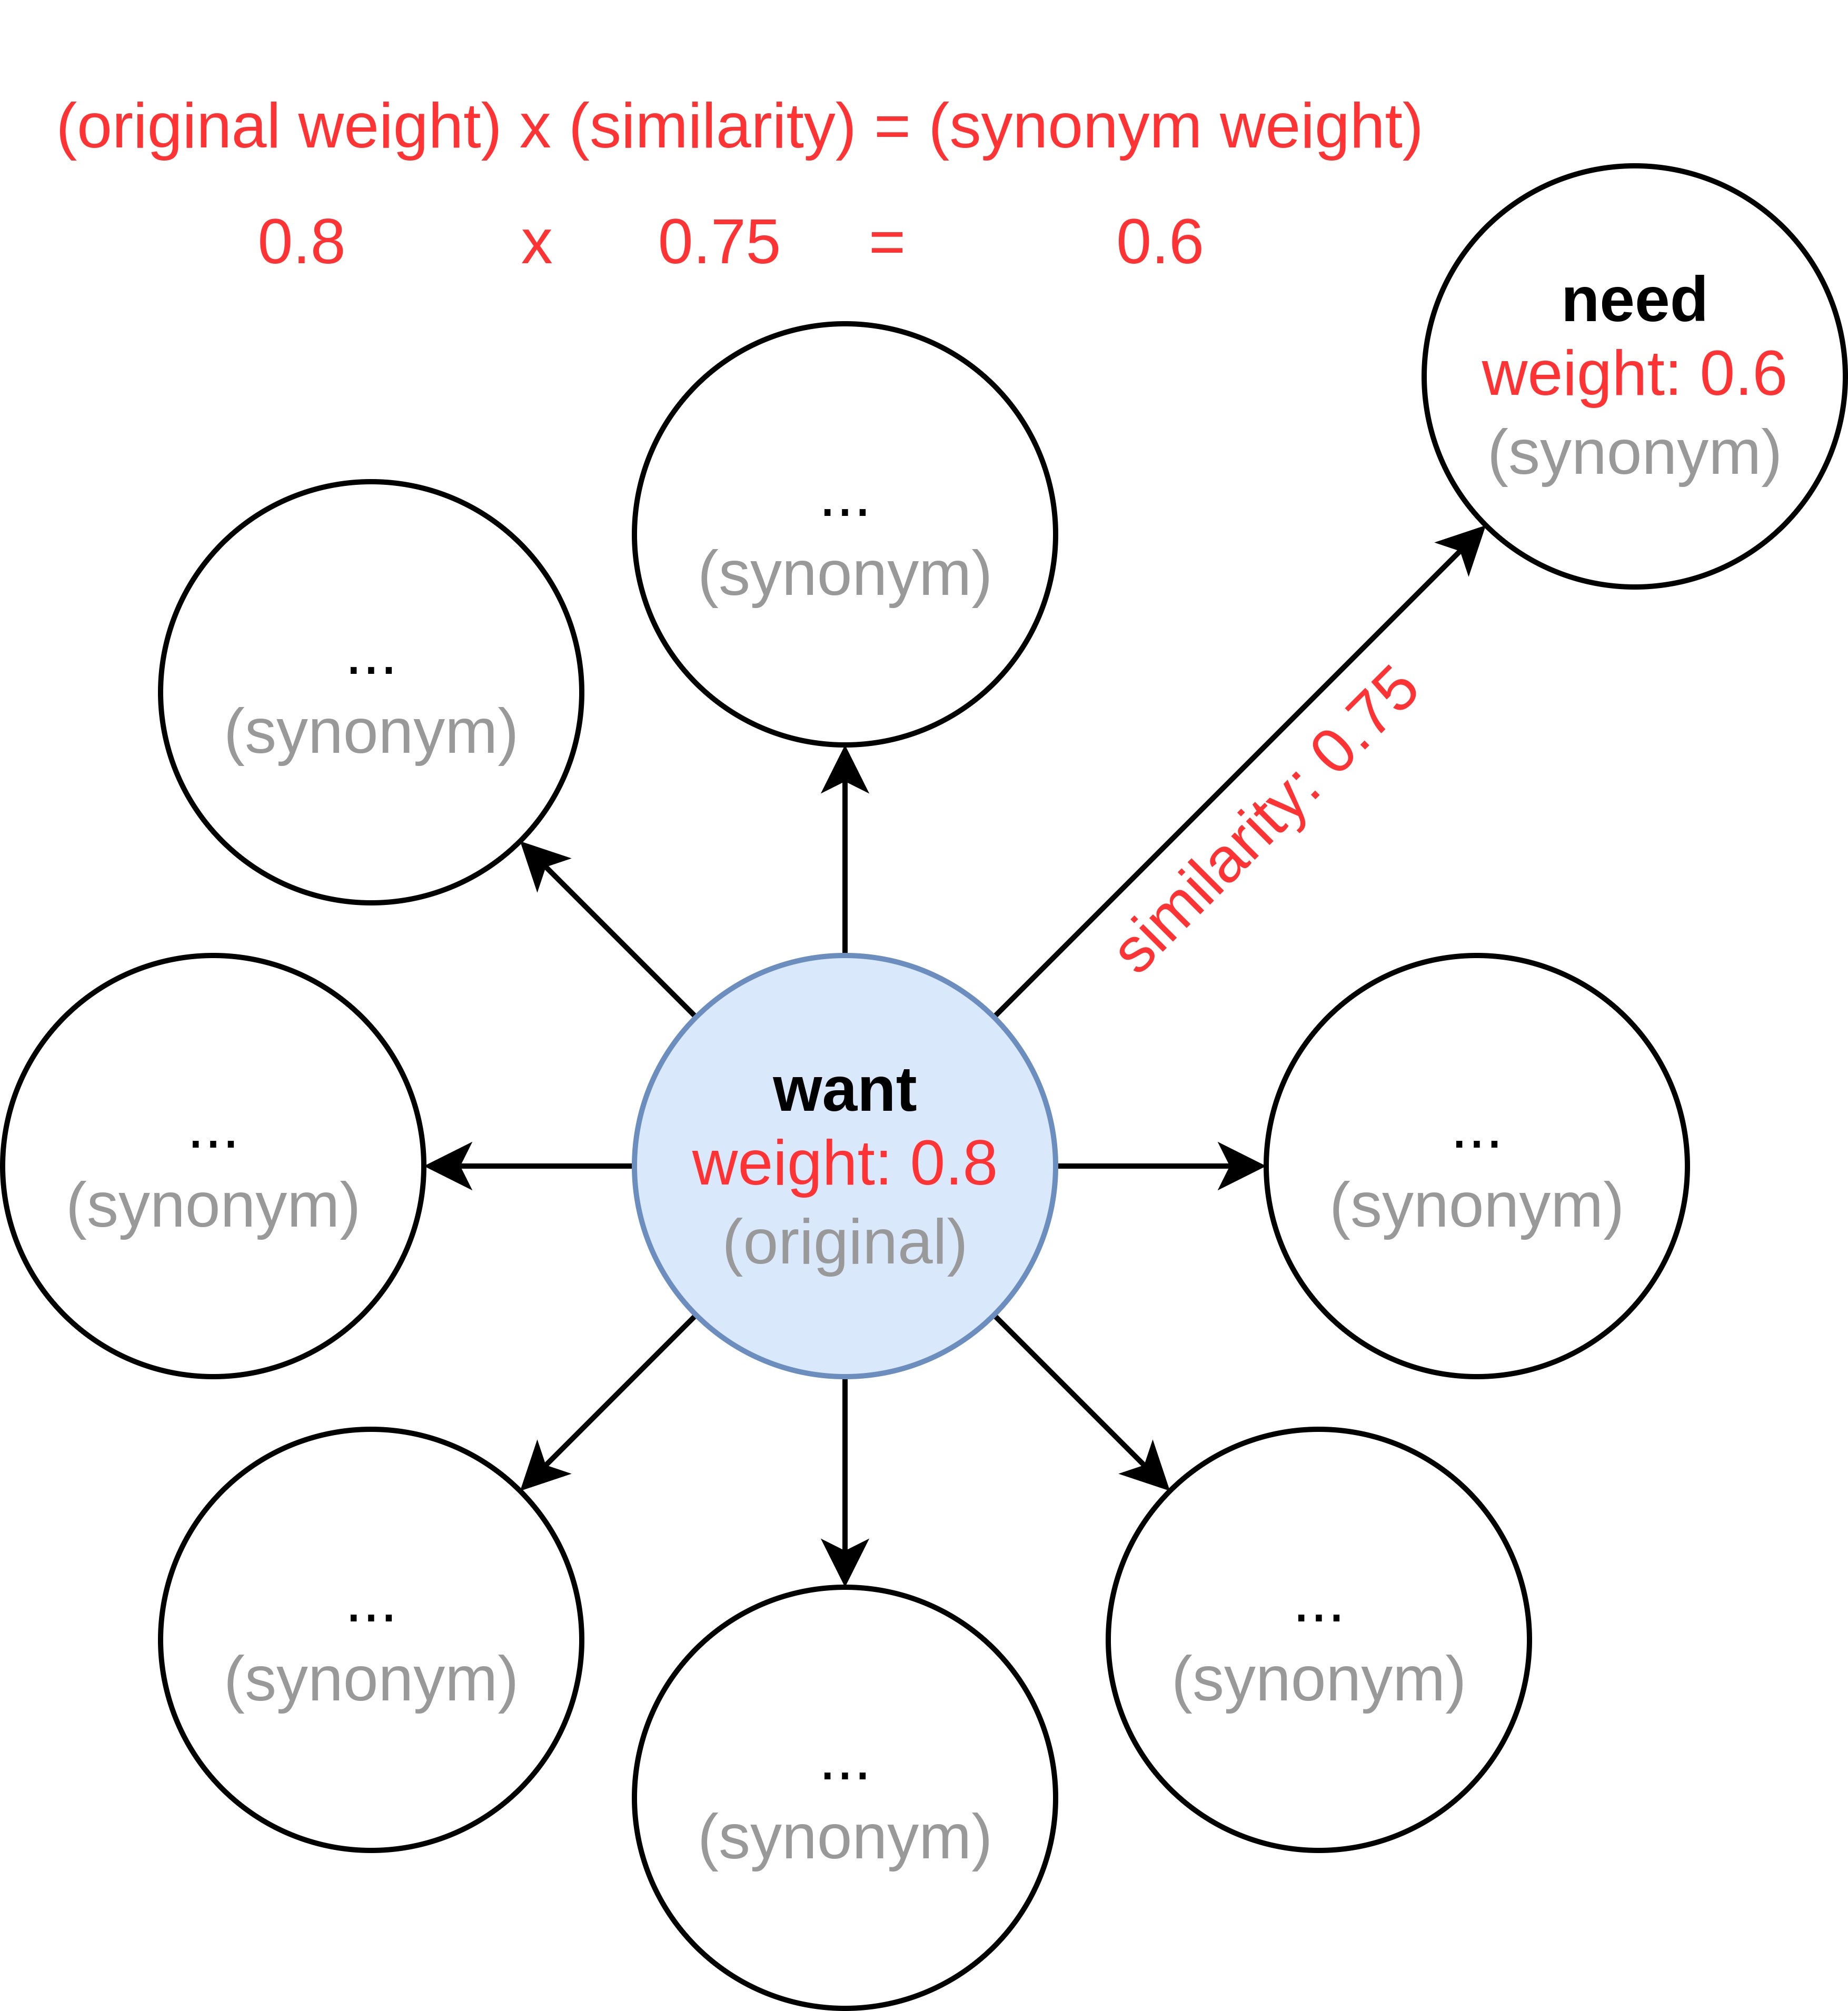 (original weight) x (similarity) = (synonym weight)
0.8 x 0.75 = 0.6
need
weight: 0.6
(synonym)
...
(synonym)
...
(synonym)
similarity: 0.75
...
(synonym)
want
weight: 0.8
(original)
...
(synonym)
...
(synonym)
...
(synonym)
...
(synonym)